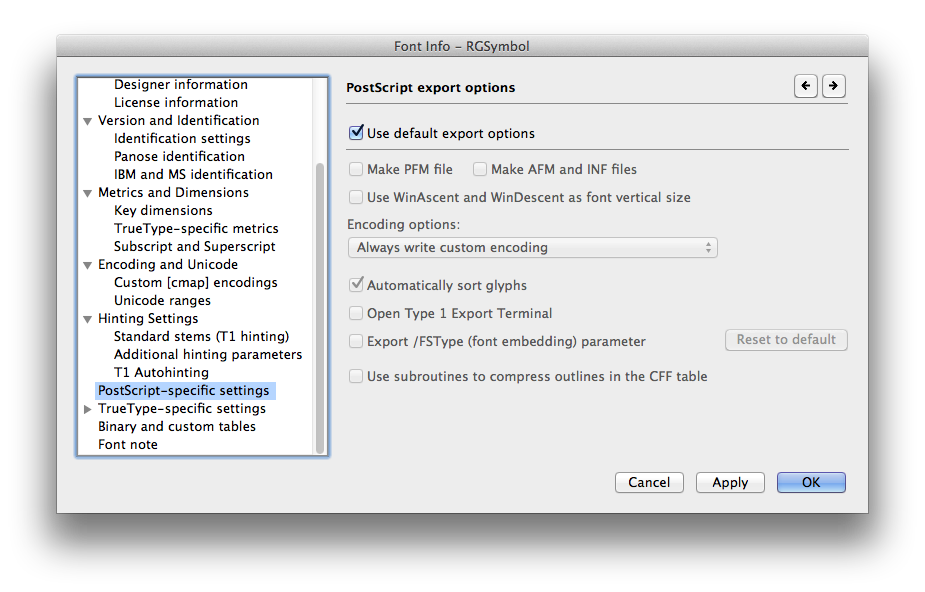 Font Info – RGSymbol
Designer information
License information
Version and Identification
Identification settings
Panose identification
IBM and MS identification
Metrics and Dimensions
Key dimensions
TrueType-specific metrics
Subscript and Superscript
Encoding and Unicode
Custom [cmap] encodings
Unicode ranges
Hinting Settings
Standard stems (T1 hinting)
Additional hinting parameters
T1 Autohinting
PostScript-specific settings
TrueType-specific settings
Binary and custom tables
Font note
PostScript export options
Use default export options
Make PFM file Make AFM and INF files
Use WinAscent and WinDescent as font vertical size
Encoding options:
Always write custom encoding
Automatically sort glyphs
Open Type 1 Export Terminal
Export /FSType (font embedding) parameter Reset to default
Use subroutines to compress outlines in the CFF table
Cancel Apply OK